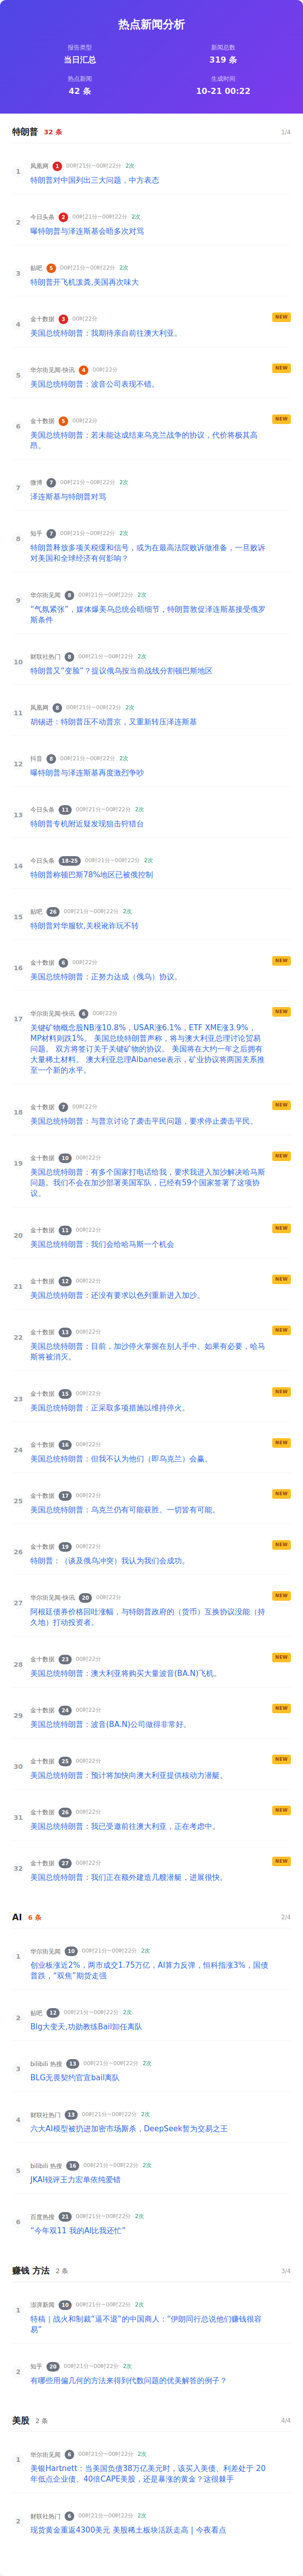 热点新闻分析
报告类型
当日汇总
新闻总数
319 条
热点新闻
42 条
生成时间
10-21 00:22
特朗普 32 条 1/4
1 凤凰网 1 00时21分~00时22分 2次
特朗普对中国列出三大问题，中方表态
2 今日头条 2 00时21分~00时22分 2次
曝特朗普与泽连斯基会晤多次对骂
3 贴吧 5 00时21分~00时22分 2次
特朗普开飞机泼粪,美国再次味大
4 金十数据 3 00时22分 NEW
美国总统特朗普：我期待亲自前往澳大利亚。
5 华尔街见闻-快讯 4 00时22分 NEW
美国总统特朗普：波音公司表现不错。
6 金十数据 5 00时22分 NEW
美国总统特朗普：若未能达成结束乌克兰战争的协议，代价将极其高
昂。
7 微博 7 00时21分~00时22分 2次
泽连斯基与特朗普对骂
8 知乎 7 00时21分~00时22分 2次
特朗普释放多项关税缓和信号，或为在最高法院败诉做准备，一旦败诉
对美国和全球经济有何影响？
9 华尔街见闻 8 00时21分~00时22分 2次
“气氛紧张”，媒体爆美乌总统会晤细节，特朗普敦促泽连斯基接受俄罗
斯条件
10 财联社热门 8 00时21分~00时22分 2次
特朗普又“变脸”？提议俄乌按当前战线分割顿巴斯地区
11 凤凰网 8 00时21分~00时22分 2次
胡锡进：特朗普压不动普京，又重新转压泽连斯基
12 抖音 8 00时21分~00时22分 2次
曝特朗普与泽连斯基再度激烈争吵
13 今日头条 11 00时21分~00时22分 2次
特朗普专机附近疑发现狙击狩猎台
14 今日头条 18-25 00时21分~00时22分 2次
特朗普称顿巴斯78%地区已被俄控制
15 贴吧 26 00时21分~00时22分 2次
特朗普对华服软,关税讹诈玩不转
16 金十数据 6 00时22分 NEW
美国总统特朗普：正努力达成（俄乌）协议。
17 华尔街见闻-快讯 6 00时22分 NEW
关键矿物概念股NB涨10.8%，USAR涨6.1%，ETF XME涨3.9%，
MP材料则跌1%。 美国总统特朗普声称，将与澳大利亚总理讨论贸易
问题。 双方将签订关于关键矿物的协议。 美国将在大约一年之后拥有
大量稀土材料。 澳大利亚总理Albanese表示，矿业协议将两国关系推
至一个新的水平。
18 金十数据 7 00时22分 NEW
美国总统特朗普：与普京讨论了袭击平民问题，要求停止袭击平民。
19 金十数据 10 00时22分 NEW
美国总统特朗普：有多个国家打电话给我，要求我进入加沙解决哈马斯
问题。我们不会在加沙部署美国军队，已经有59个国家签署了这项协
议。
20 金十数据 11 00时22分 NEW
美国总统特朗普：我们会给哈马斯一个机会
21 金十数据 12 00时22分 NEW
美国总统特朗普：还没有要求以色列重新进入加沙。
22 金十数据 13 00时22分 NEW
美国总统特朗普：目前，加沙停火掌握在别人手中。如果有必要，哈马
斯将被消灭。
23 金十数据 15 00时22分 NEW
美国总统特朗普：正采取多项措施以维持停火。
24 金十数据 16 00时22分 NEW
美国总统特朗普：但我不认为他们（即乌克兰）会赢。
25 金十数据 17 00时22分 NEW
美国总统特朗普：乌克兰仍有可能获胜。一切皆有可能。
26 金十数据 19 00时22分 NEW
特朗普：（谈及俄乌冲突）我认为我们会成功。
27 华尔街见闻-快讯 20 00时22分 NEW
阿根廷债券价格回吐涨幅，与特朗普政府的（货币）互换协议没能（持
久地）打动投资者。
28 金十数据 23 00时22分 NEW
美国总统特朗普：澳大利亚将购买大量波音(BA.N)飞机。
29 金十数据 24 00时22分 NEW
美国总统特朗普：波音(BA.N)公司做得非常好。
30 金十数据 25 00时22分 NEW
美国总统特朗普：预计将加快向澳大利亚提供核动力潜艇。
31 金十数据 26 00时22分 NEW
美国总统特朗普：我已受邀前往澳大利亚，正在考虑中。
32 金十数据 27 00时22分 NEW
美国总统特朗普：我们正在额外建造几艘潜艇，进展很快。
AI 6 条 2/4
1 华尔街见闻 10 00时21分~00时22分 2次
创业板涨近2%，两市成交1.75万亿，AI算力反弹，恒科指涨3%，国债
普跌，“双焦”期货走强
2 贴吧 12 00时21分~00时22分 2次
Blg大变天,功勋教练Bail卸任离队
3 bilibili 热搜 13 00时21分~00时22分 2次
BLG无畏契约官宣bail离队
4 财联社热门 13 00时21分~00时22分 2次
六大AI模型被扔进加密市场厮杀，DeepSeek暂为交易之王
5 bilibili 热搜 16 00时21分~00时22分 2次
JKAI锐评王力宏单依纯爱错
6 百度热搜 21 00时21分~00时22分 2次
“今年双11 我的AI比我还忙”
赚钱 方法 2 条 3/4
1 澎湃新闻 10 00时21分~00时22分 2次
特稿｜战火和制裁“逼不退”的中国商人：“伊朗同行总说他们赚钱很容
易”
2 知乎 20 00时21分~00时22分 2次
有哪些用偏几何的方法来得到代数问题的优美解答的例子？
美股 2 条 4/4
1 华尔街见闻 6 00时21分~00时22分 2次
美银Hartnett：当美国负债38万亿美元时，该买入美债、利差处于 20
年低点企业债、40倍CAPE美股，还是暴涨的黄金？这很棘手
2 财联社热门 6 00时21分~00时22分 2次
现货黄金重返4300美元 美股稀土板块活跃走高 | 今夜看点